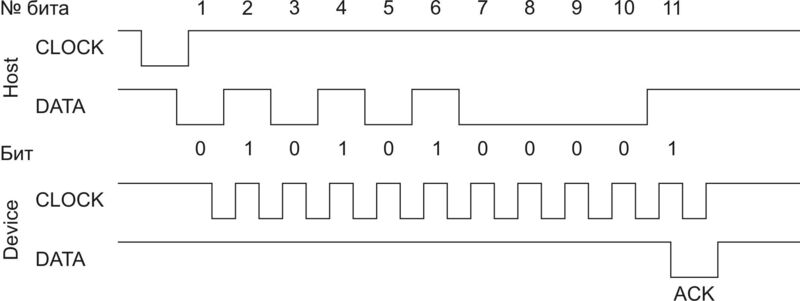 № бита 1 2 3 4 5 6 7 8 9 10 11
Host
CLOCK
DATA
Бит 0 1 0 1 0 1 0 0 0 0 1
Device
CLOCK
DATA
ACK